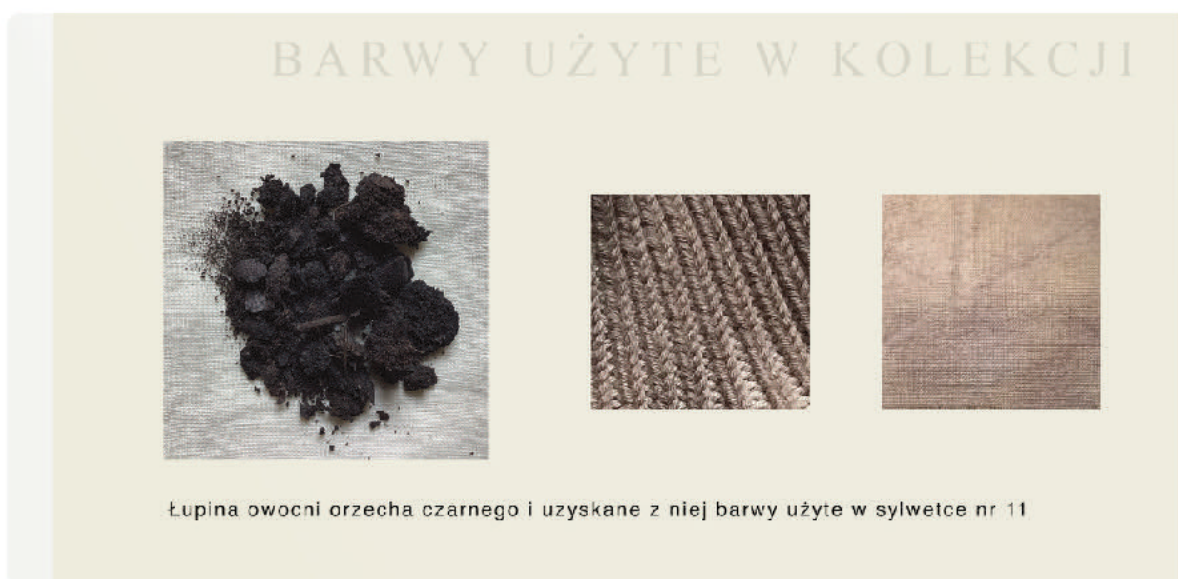 BARWY UŻYTE W KOLEKCJI
Łupina owocni orzecha czarnego i uzyskane z niej barwy użyte w sylwetce nr 11